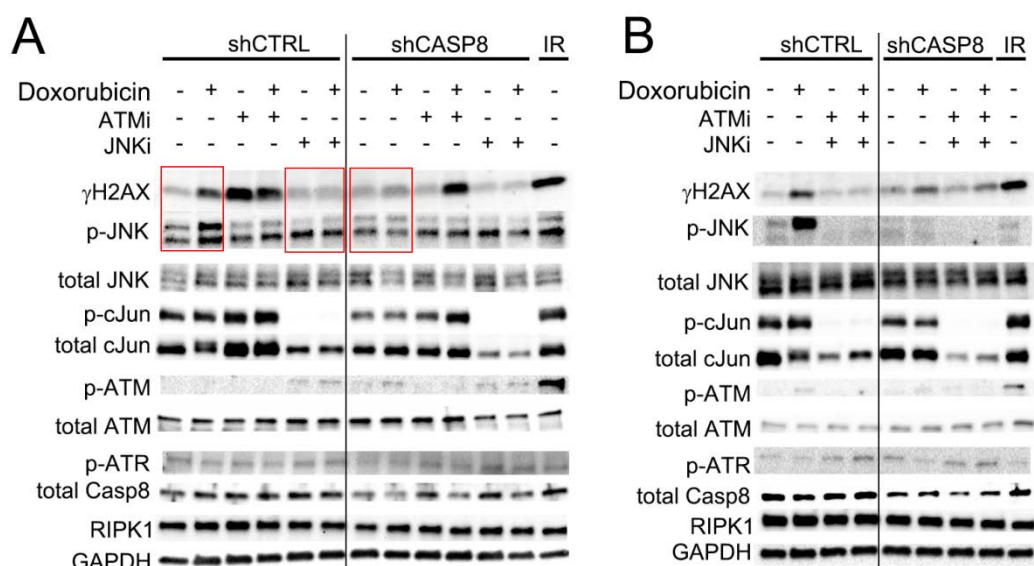 A
shCTRL shCASP8 IR
Doxorubicin - + - + - + - + - + - + -
ATMi - - + + - - - - + + - - -
JNKi - - - - + + - - - - + + -
γH2AX
p-JNK
total JNK
p-cJun
total cJun
p-ATM
total ATM
p-ATR
total Casp8
RIPK1
GAPDH
B
shCTRL shCASP8 IR
Doxorubicin - + - + - + - + -
ATMi - - + + - - + + -
JNKi - - + + - - + + -
γH2AX
p-JNK
total JNK
p-cJun
total cJun
p-ATM
total ATM
p-ATR
total Casp8
RIPK1
GAPDH